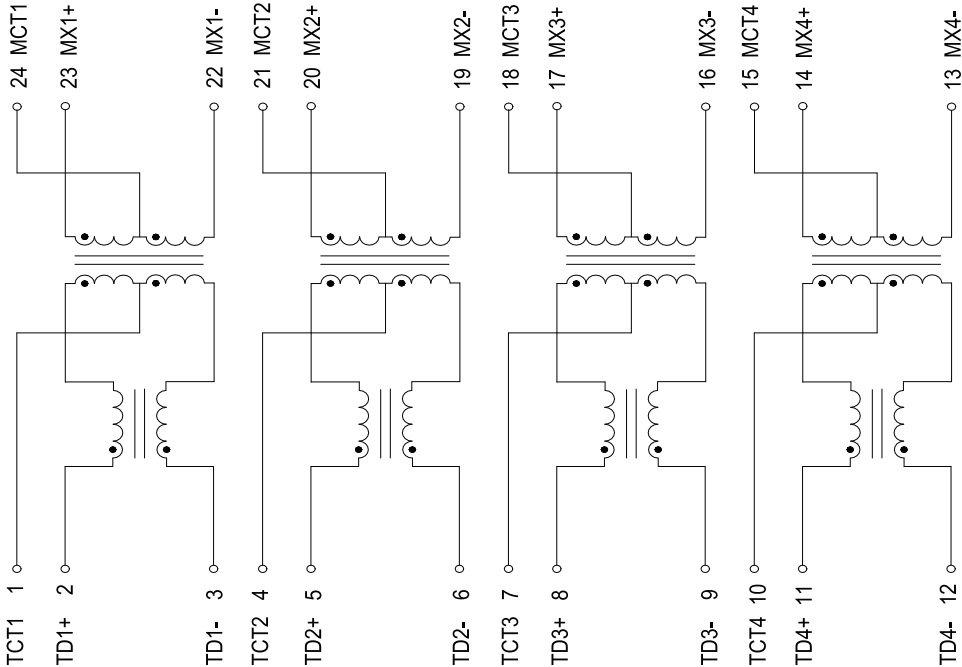 24 MCT1
23 MX1+
22 MX1-
21 MCT2
20 MX2+
19 MX2-
18 MCT3
17 MX3+
16 MX3-
15 MCT4
14 MX4+
13 MX4-
TCT1 1
TD1+ 2
TD1- 3
TCT2 4
TD2+ 5
TD2- 6
TCT3 7
TD3+ 8
TD3- 9
TCT4 10
TD4+ 11
TD4- 12